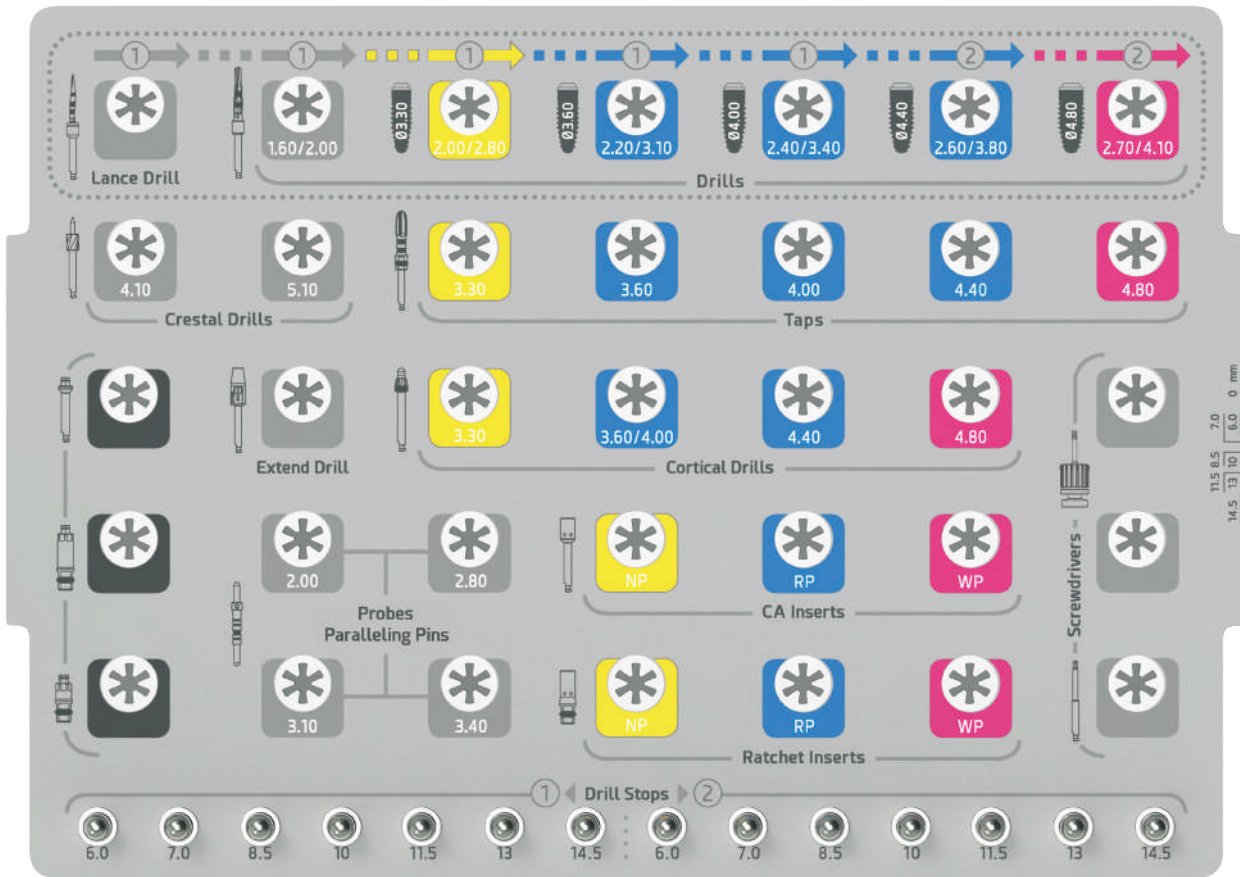 1 1 1 1 1 2 2
Ø3.30 Ø3.60 Ø4.00 Ø4.40 Ø4.80
1.60/2.00 2.00/2.80 2.20/3.10 2.40/3.40 2.60/3.80 2.70/4.10
Lance Drill
Drills
4.10 5.10 3.30 3.60 4.00 4.40 4.80
Crestal Drills
Taps
3.30 3.60/4.00 4.40 4.80
Extend Drill
Cortical Drills
0 mm
7.0 6.0
11.5 8.5
13 10
14.5
2.00 2.80
NP RP WP
Probes
Paralleling Pins
CA Inserts
Screwdrivers
3.10 3.40
NP RP WP
Ratchet Inserts
1 Drill Stops 2
6.0 7.0 8.5 10 11.5 13 14.5 6.0 7.0 8.5 10 11.5 13 14.5